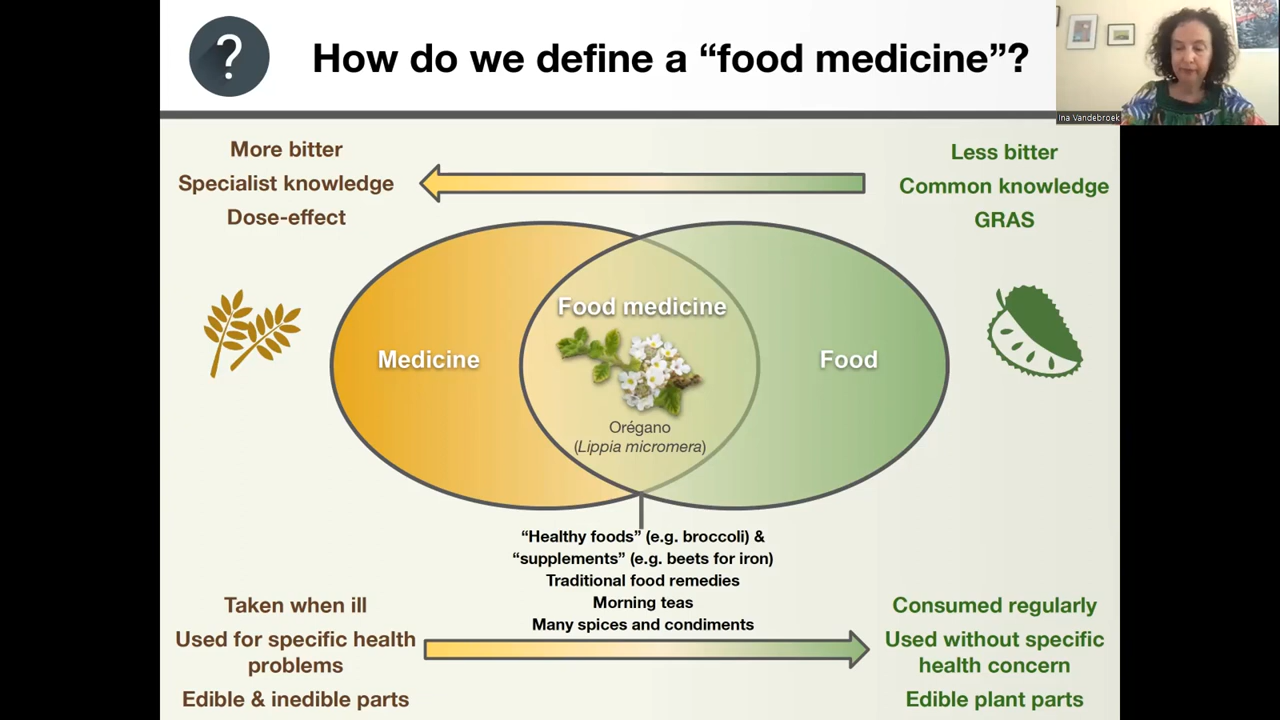 ?
How do we define a “food medicine”?
Ina Vandebroek
More bitter
Specialist knowledge
Dose-effect
Less bitter
Common knowledge
GRAS
Medicine
Food medicine
Orégano
(Lippia micromera)
Food
“Healthy foods” (e.g. broccoli) &
“supplements” (e.g. beets for iron)
Traditional food remedies
Morning teas
Many spices and condiments
Taken when ill
Used for specific health
problems
Edible & inedible parts
Consumed regularly
Used without specific
health concern
Edible plant parts